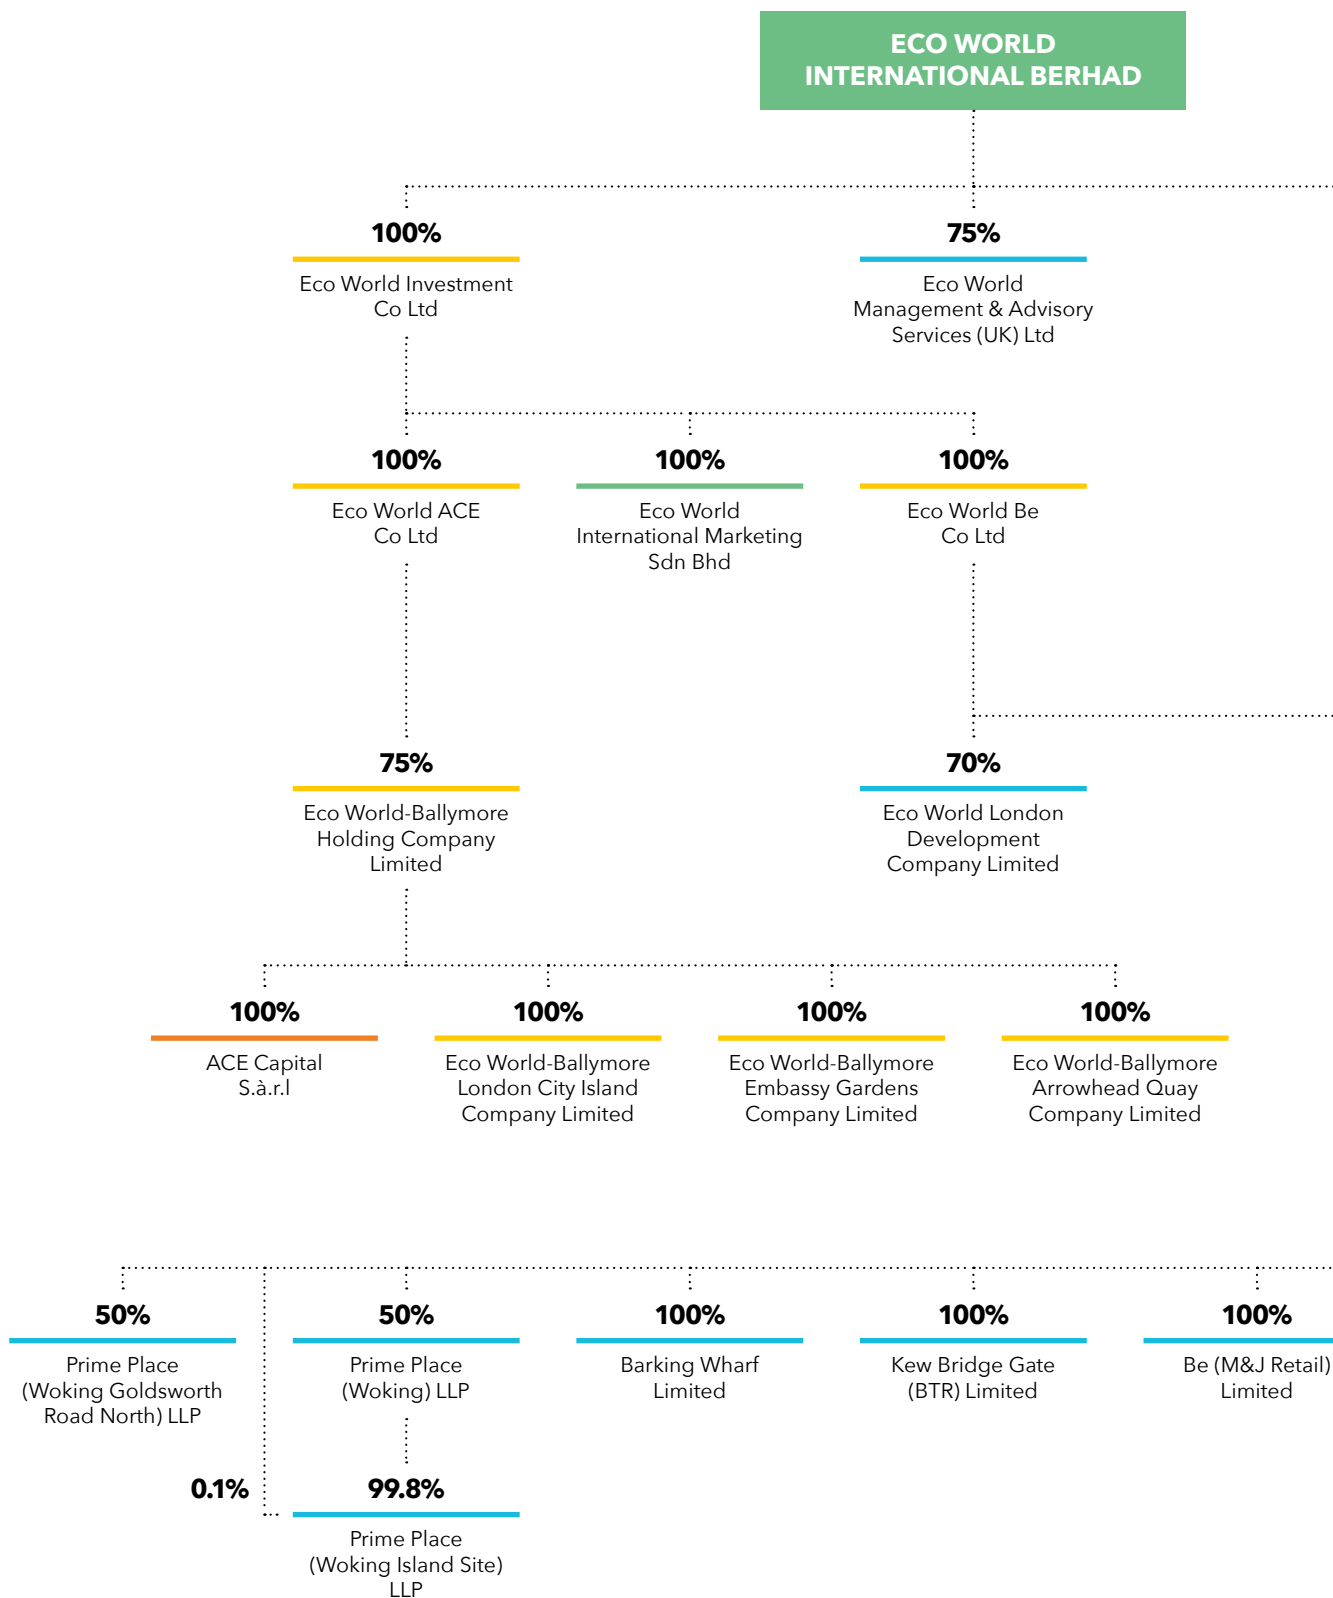 ECO WORLD
INTERNATIONAL BERHAD
100%
Eco World Investment
Co Ltd
75%
Eco World
Management & Advisory
Services (UK) Ltd
100%
Eco World ACE
Co Ltd
100%
Eco World
International Marketing
Sdn Bhd
100%
Eco World Be
Co Ltd
75%
Eco World-Ballymore
Holding Company
Limited
70%
Eco World London
Development
Company Limited
100%
ACE Capital
S.à.r.l
100%
Eco World-Ballymore
London City Island
Company Limited
100%
Eco World-Ballymore
Embassy Gardens
Company Limited
100%
Eco World-Ballymore
Arrowhead Quay
Company Limited
50%
Prime Place
(Woking Goldsworth
Road North) LLP
50%
Prime Place
(Woking) LLP
100%
Barking Wharf
Limited
100%
Kew Bridge Gate
(BTR) Limited
100%
Be (M&J Retail)
Limited
0.1%
99.8%
Prime Place
(Woking Island Site)
LLP